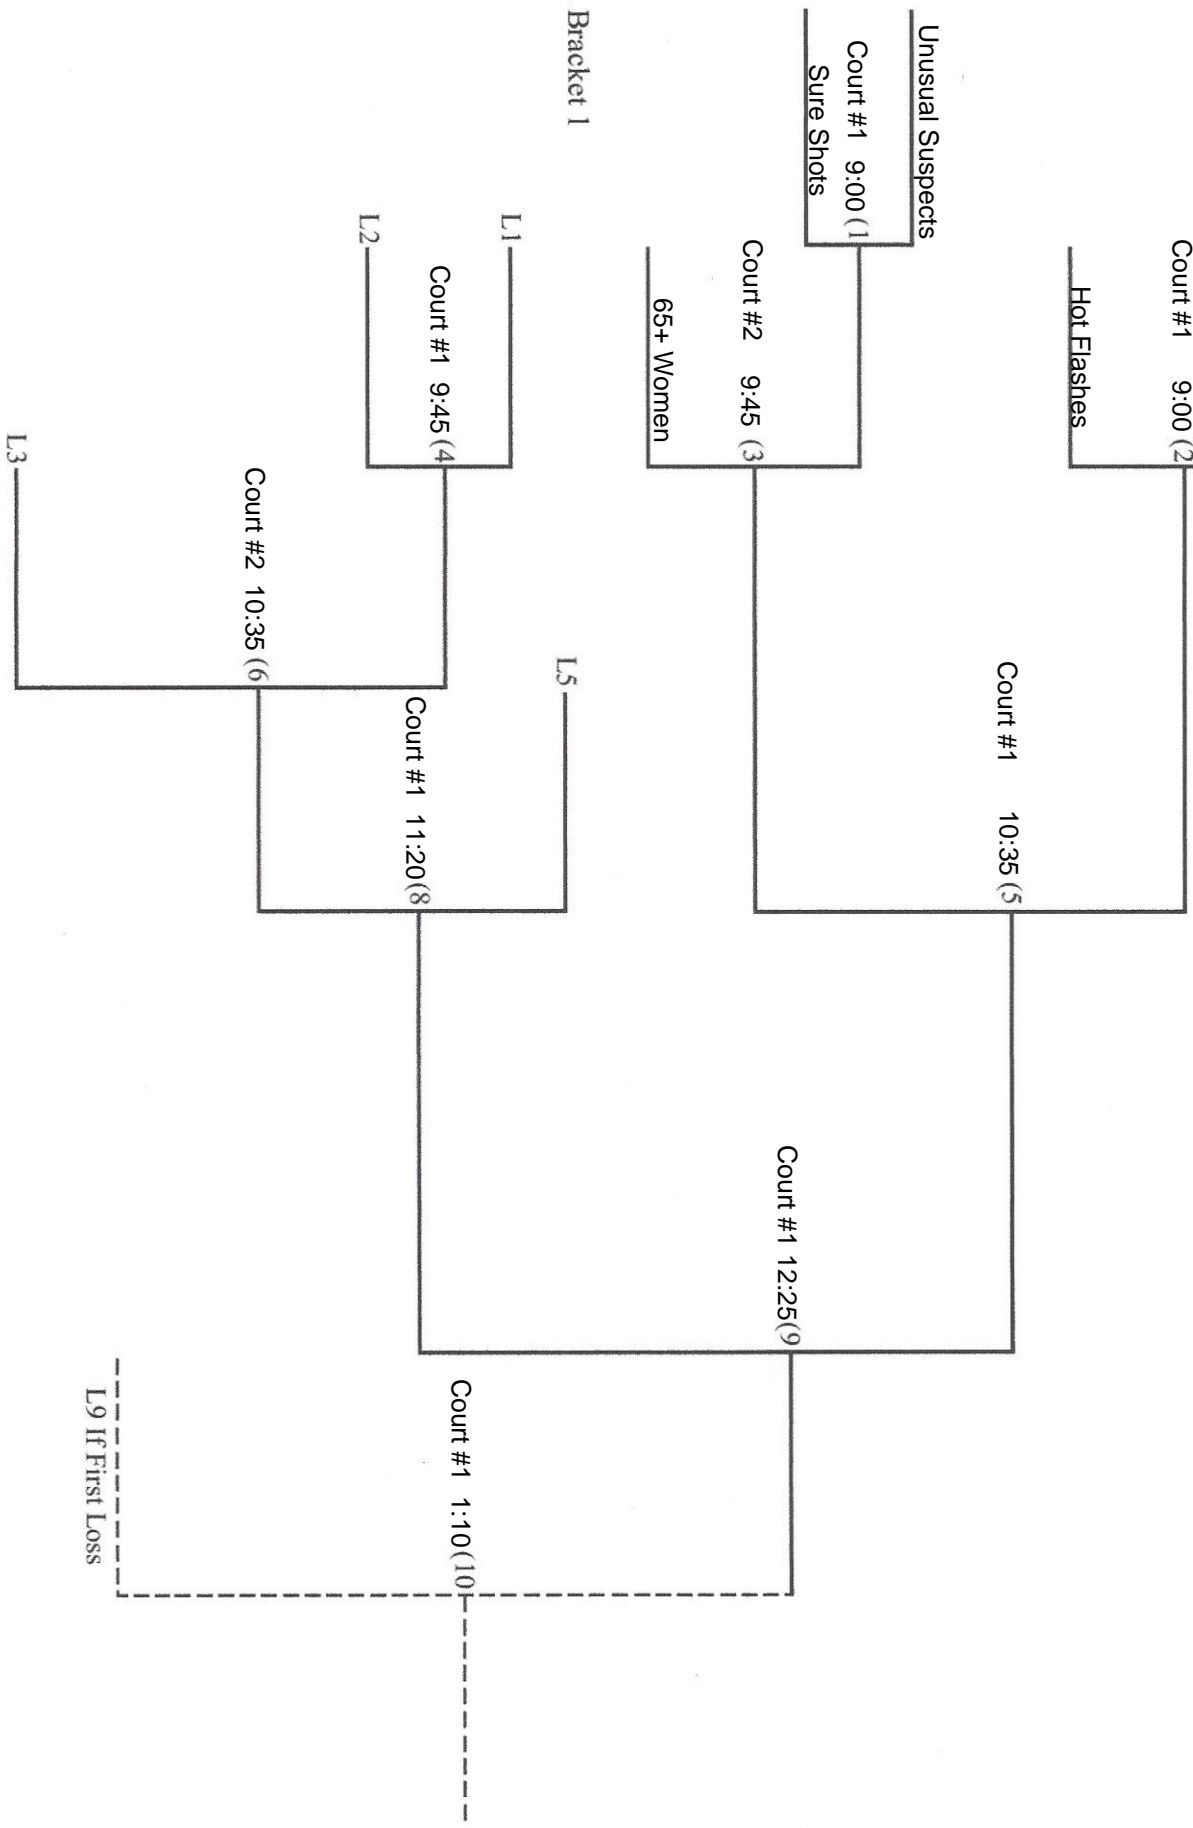 Court #1 9:00 (2
Hot Flashes
Unusual Suspects
Court #1 9:00 (1
Sure Shots
Court #1 10:35 (5
Court #2 9:45 (3
65+ Women
Court #1 12:25(9
Bracket 1
L1
Court #1 9:45 (4
L2
L5
Court #1 11:20(8
Court #2 10:35 (6
L3
Court #1 1:10(10
L9 If First Loss